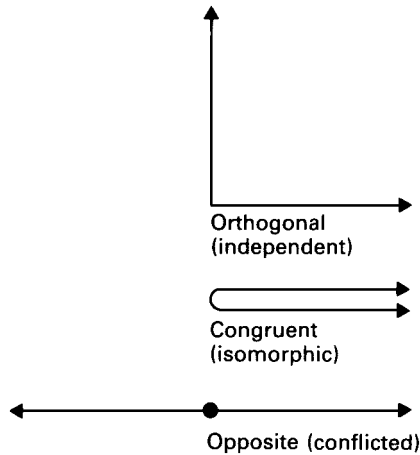 Orthogonal
(independent)
Congruent
(isomorphic)
Opposite (conflicted)